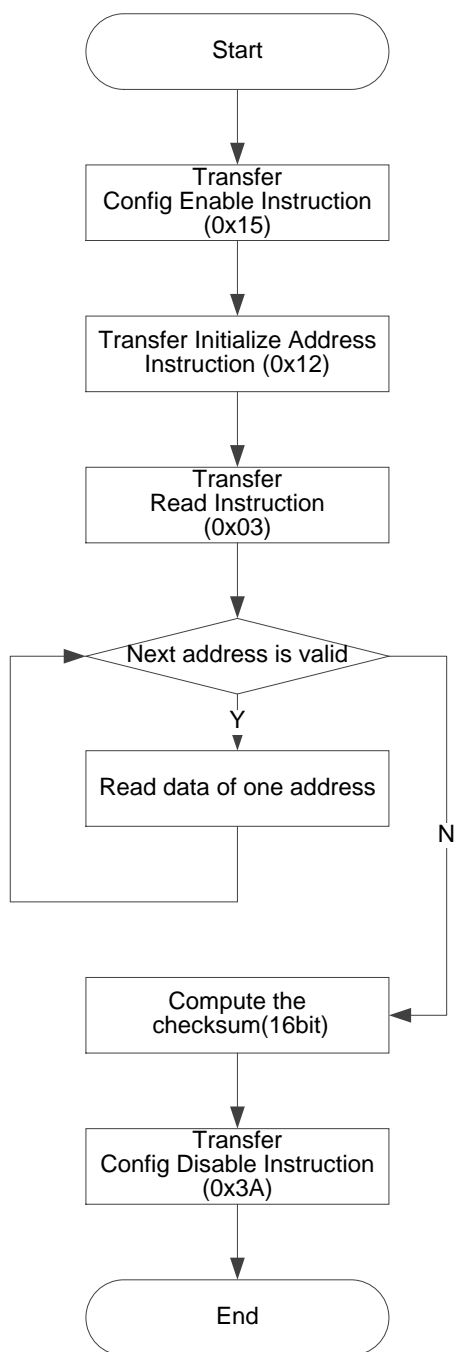 Start
Transfer
Config Enable Instruction
(0x15)
Transfer Initialize Address
Instruction (0x12)
Transfer
Read Instruction
(0x03)
Next address is valid
Y
Read data of one address
N
Compute the
checksum(16bit)
Transfer
Config Disable Instruction
(0x3A)
End